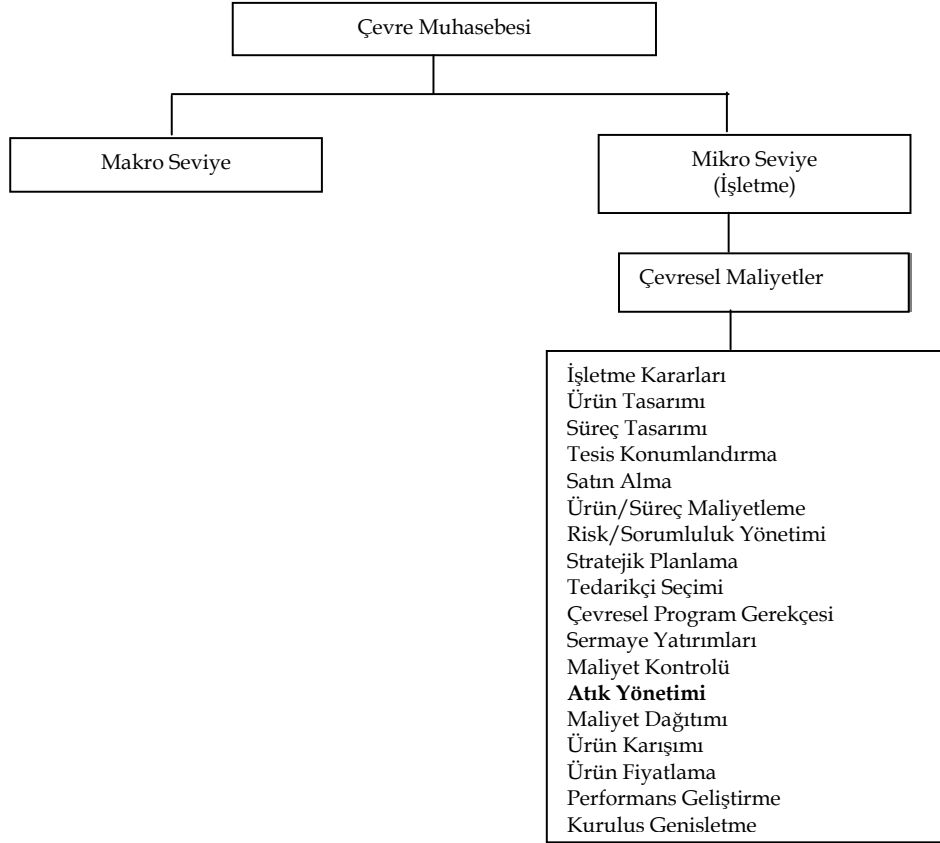 Çevre Muhasebesi
Makro Seviye
Mikro Seviye
(İşletme)
Çevresel Maliyetler
İşletme Kararları
Ürün Tasarımı
Süreç Tasarımı
Tesis Konumlandırma
Satın Alma
Ürün/Süreç Maliyetleme
Risk/Sorumluluk Yönetimi
Stratejik Planlama
Tedarikçi Seçimi
Çevresel Program Gerekçesi
Sermaye Yatırımları
Maliyet Kontrolü
Atık Yönetimi
Maliyet Dağıtımı
Ürün Karışımı
Ürün Fiyatlama
Performans Geliştirme
Kurulus Genisletme